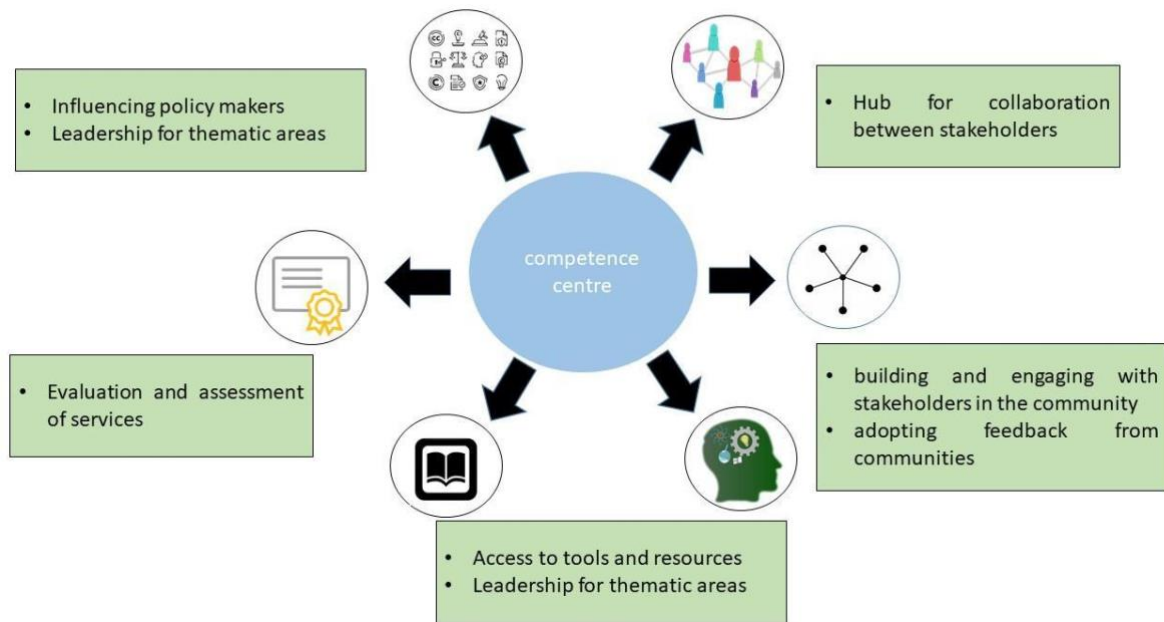 • Influencing policy makers
• Leadership for thematic areas
• Hub for collaboration
between stakeholders
competence
centre
• Evaluation and assessment
of services
• building and engaging with
stakeholders in the community
• adopting feedback from
communities
• Access to tools and resources
• Leadership for thematic areas